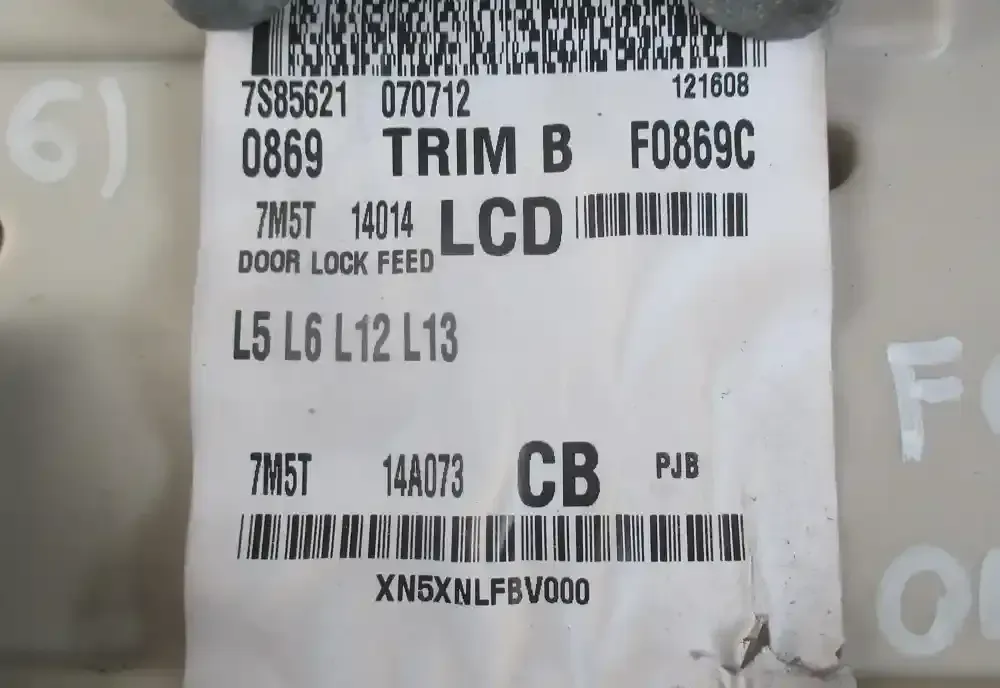 7S85621 070712 121608
0869 TRIM B F0869C
7M5T 14014 LCD
DOOR LOCK FEED
L5 L6 L12 L13
7M5T 14A073 CB PJB
XN5XNLFBV000
6)
F